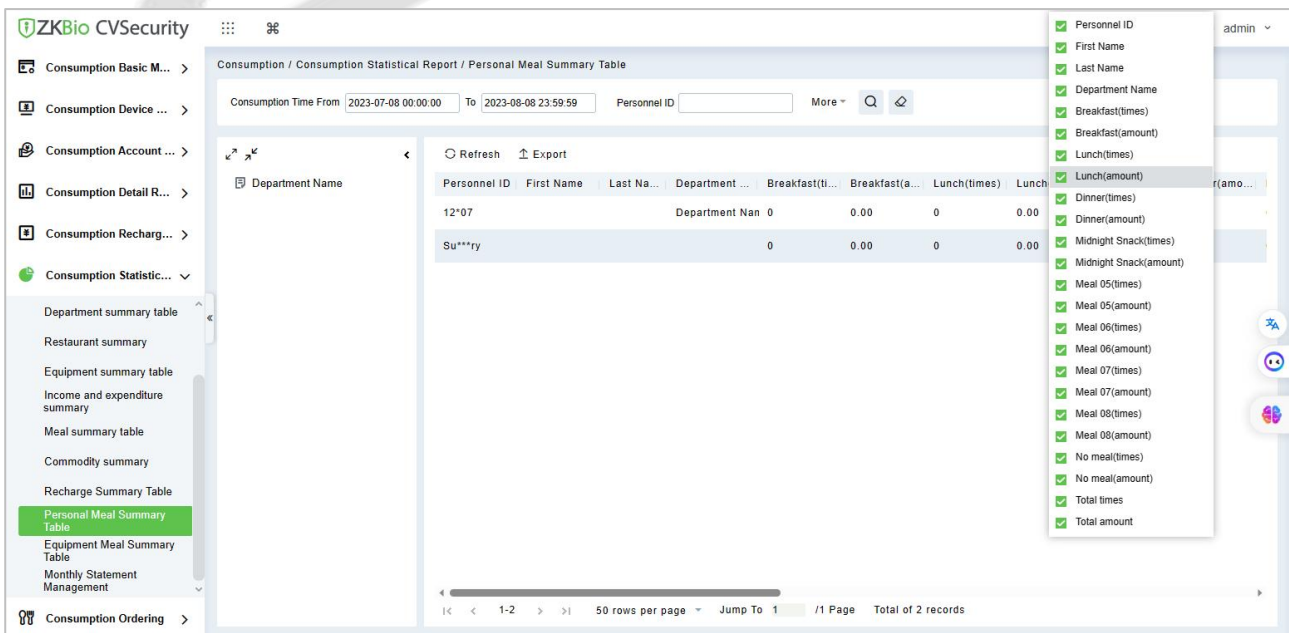 ZKBio CVSecurity
admin
Consumption Basic M...
Consumption Device ...
Consumption Account ...
Consumption Detail R...
Consumption Recharg...
Consumption Statistic...
Department summary table
Restaurant summary
Equipment summary table
Income and expenditure
summary
Meal summary table
Commodity summary
Recharge Summary Table
Personal Meal Summary
Table
Equipment Meal Summary
Table
Monthly Statement
Management
Consumption Ordering
Consumption / Consumption Statistical Report / Personal Meal Summary Table
Consumption Time From 2023-07-08 00:00:00 To 2023-08-08 23:59:59 Personnel ID More
Department Name
Refresh Export
Personnel ID First Name Last Na... Department ... Breakfast(ti... Breakfast(a... Lunch(times) Lunch r(amo...
12*07 Department Nan 0 0.00 0 0.00
Su***ry 0 0.00 0 0.00
1-2 50 rows per page Jump To 1 /1 Page Total of 2 records
Personnel ID
First Name
Last Name
Department Name
Breakfast(times)
Breakfast(amount)
Lunch(times)
Lunch(amount)
Dinner(times)
Dinner(amount)
Midnight Snack(times)
Midnight Snack(amount)
Meal 05(times)
Meal 05(amount)
Meal 06(times)
Meal 06(amount)
Meal 07(times)
Meal 07(amount)
Meal 08(times)
Meal 08(amount)
No meal(times)
No meal(amount)
Total times
Total amount